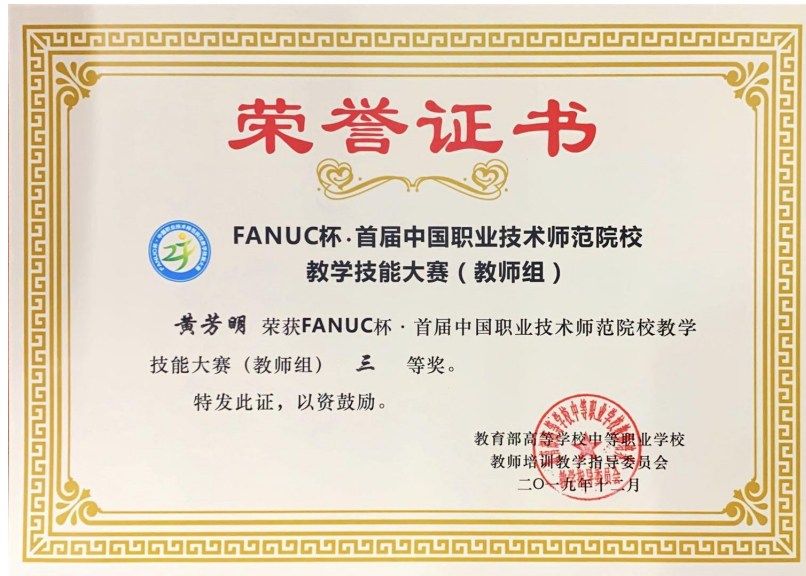 荣誉证书
FANUC杯·首届中国职业技术师范院校
教学技能大赛（教师组）
黄芳明 荣获FANUC杯·首届中国职业技术师范院校教学
技能大赛（教师组） 三 等奖。
特发此证，以资鼓励。
教育部高等学校中等职业学校
教师培训教学指导委员会
二〇一九年十二月